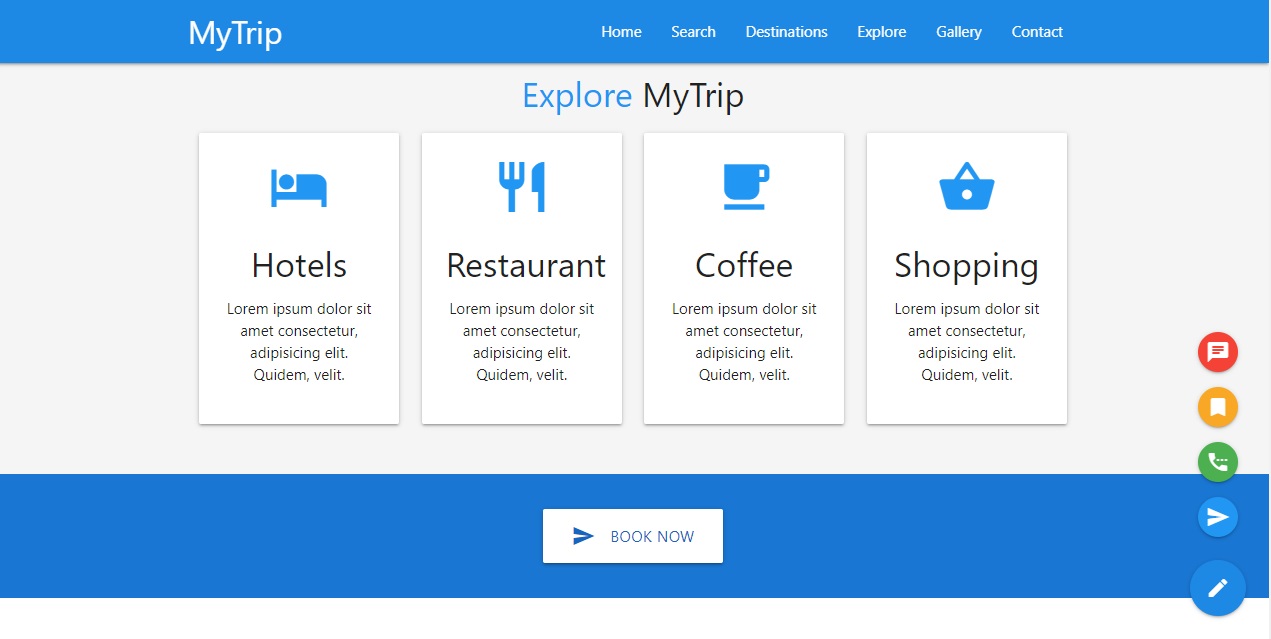 MyTrip
Home Search Destinations Explore Gallery Contact
Explore MyTrip
Hotels
Lorem ipsum dolor sit
amet consectetur,
adipisicing elit.
Quidem, velit.
Restaurant
Lorem ipsum dolor sit
amet consectetur,
adipisicing elit.
Quidem, velit.
Coffee
Lorem ipsum dolor sit
amet consectetur,
adipisicing elit.
Quidem, velit.
Shopping
Lorem ipsum dolor sit
amet consectetur,
adipisicing elit.
Quidem, velit.
BOOK NOW